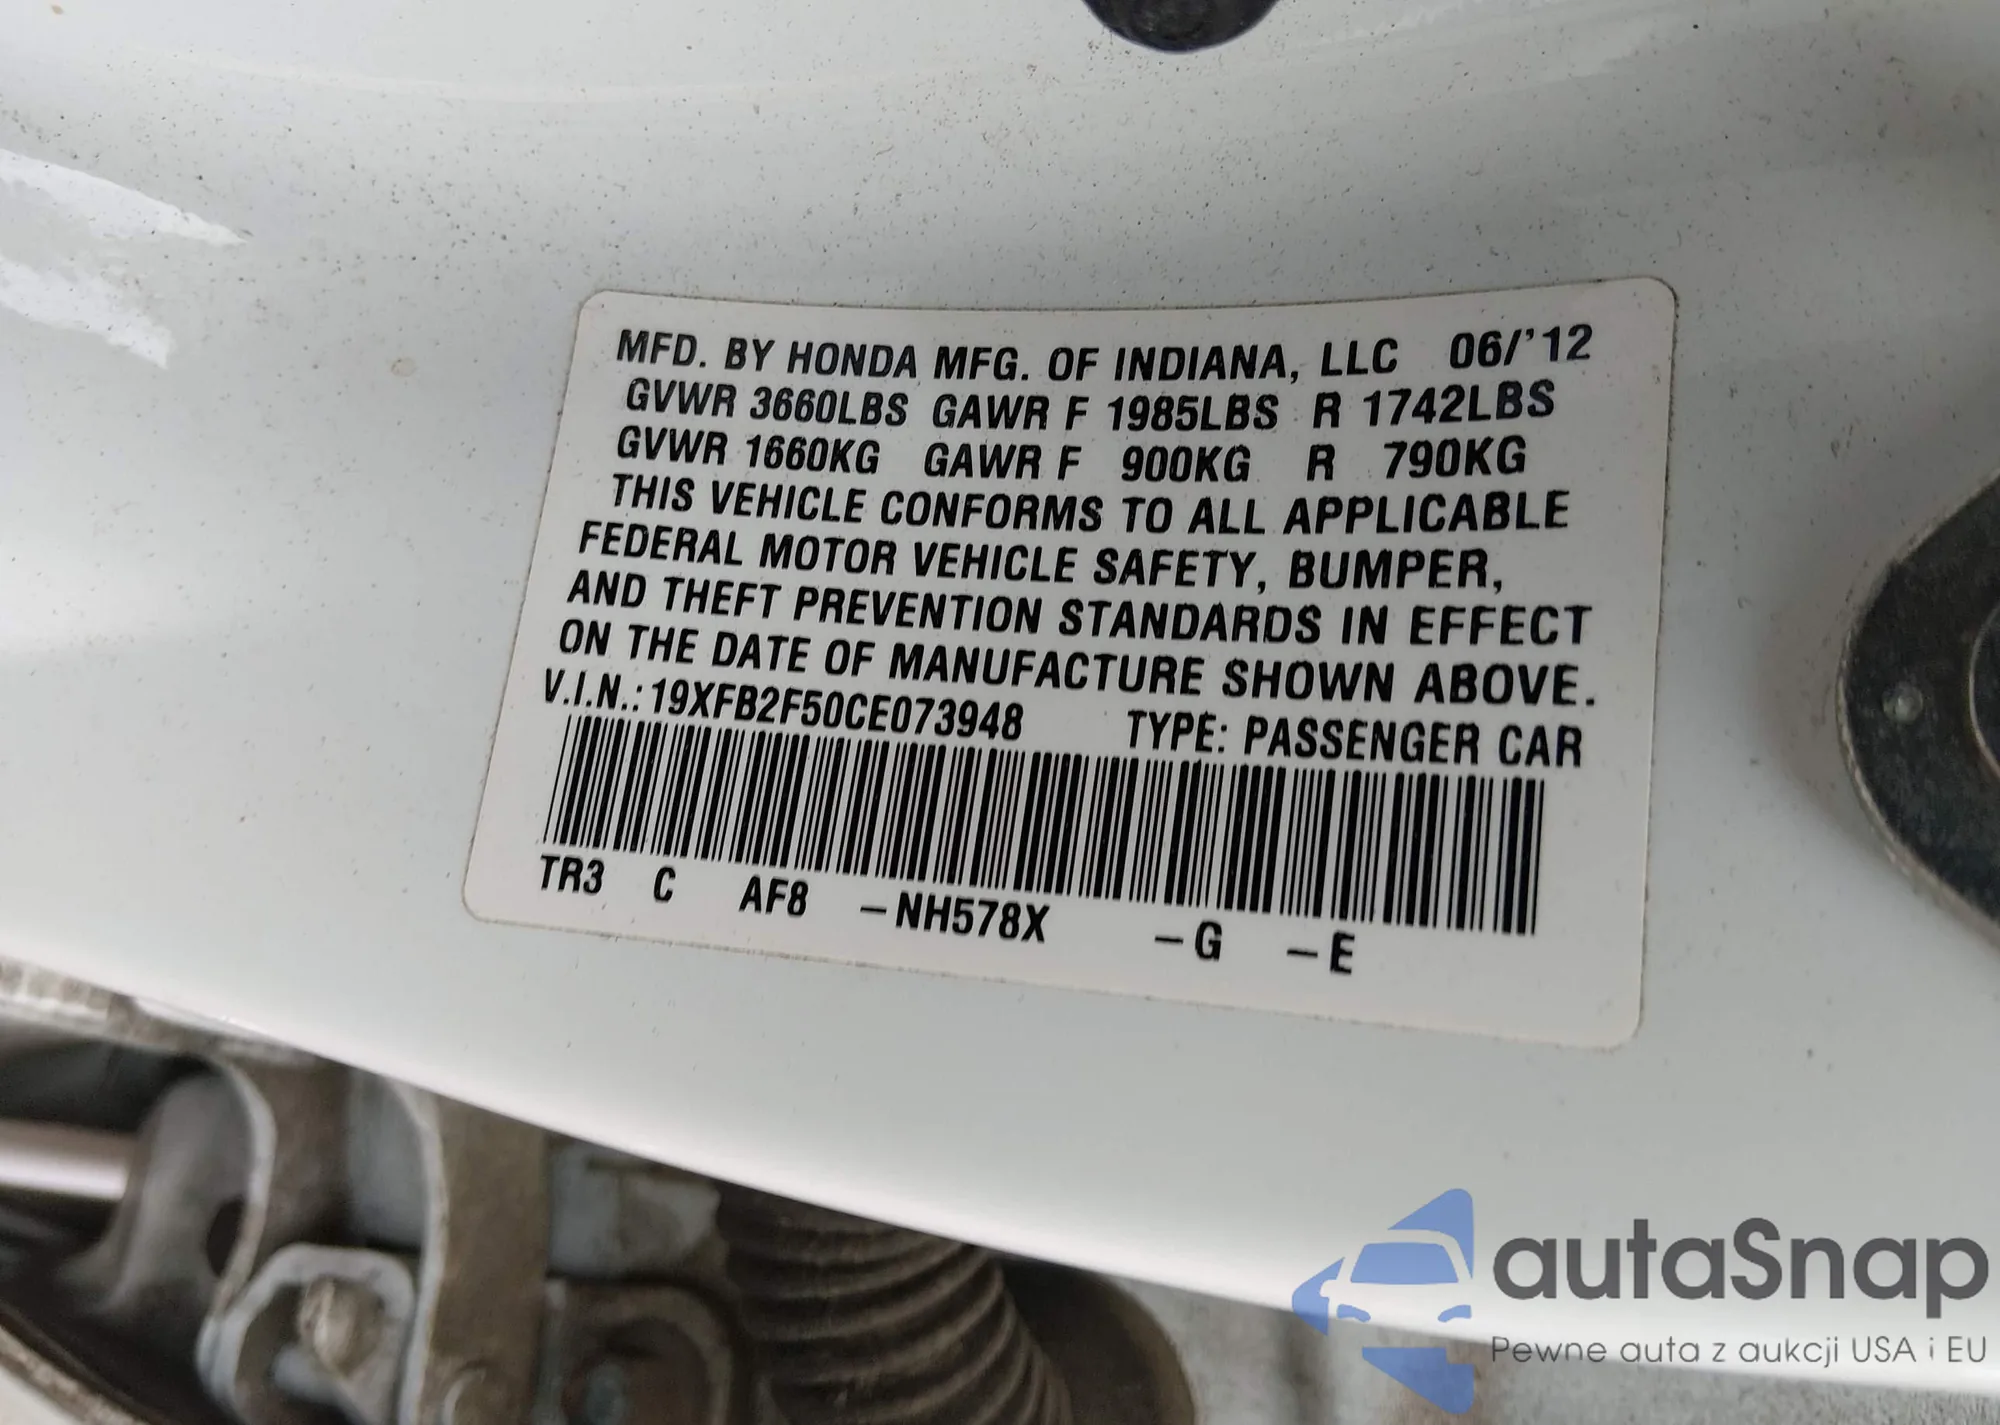 MFD. BY HONDA MFG. OF INDIANA, LLC 06/'12
GVWR 3660LBS GAWR F 1985LBS R 1742LBS
GVWR 1660KG GAWR F 900KG R 790KG
THIS VEHICLE CONFORMS TO ALL APPLICABLE
FEDERAL MOTOR VEHICLE SAFETY, BUMPER,
AND THEFT PREVENTION STANDARDS IN EFFECT
ON THE DATE OF MANUFACTURE SHOWN ABOVE.
V.I.N.: 19XFB2F50CE073948 TYPE: PASSENGER CAR
TR3 C AF8 –NH578X –G –E
autaSnap
Pewne auta z aukcji USA i EU